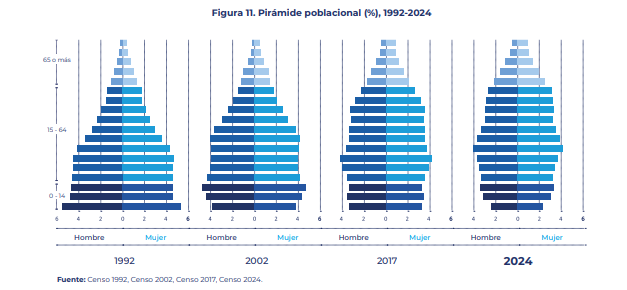 Figura 11. Pirámide poblacional (%), 1992-2024
65 o más
15 - 64
0 - 14
6 4 2 0 2 4 6 4 2 0 2 4 6 4 2 0 2 4 6 4 2 0 2 4 6
Hombre Mujer Hombre Mujer Hombre Mujer Hombre Mujer
1992 2002 2017 2024
Fuente: Censo 1992, Censo 2002, Censo 2017, Censo 2024.